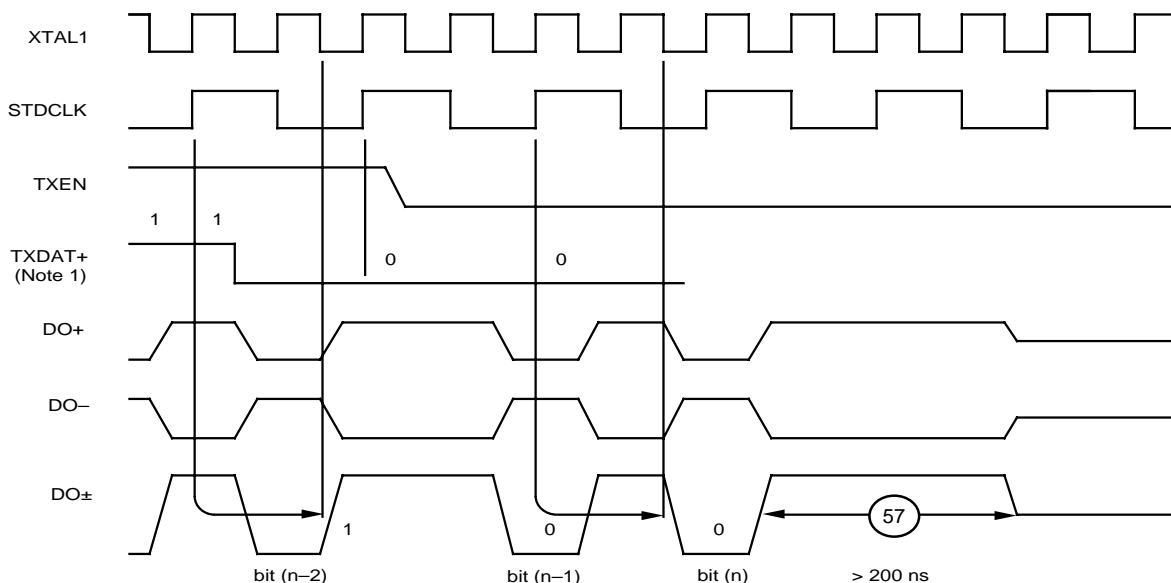 XTAL1
STDCLK
TXEN
1 1
TXDAT+
(Note 1)
0 0
DO+
DO–
DO±
1 0 0 57
bit (n–2) bit (n–1) bit (n) > 200 ns